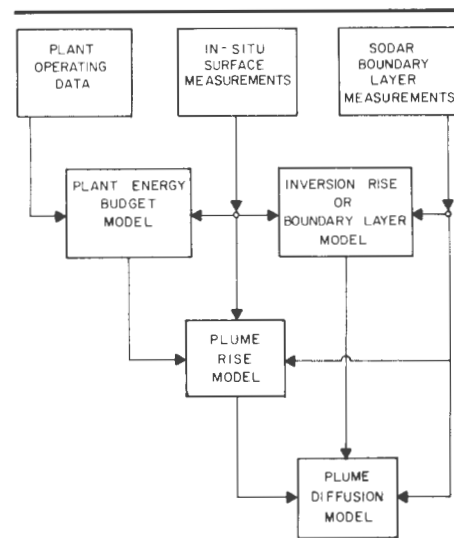 PLANT
OPERATING
DATA
IN-SITU
SURFACE
MEASUREMENTS
SODAR
BOUNDARY
LAYER
MEASUREMENTS
PLANT ENERGY
BUDGET
MODEL
INVERSION RISE
OR
BOUNDARY LAYER
MODEL
PLUME
RISE
MODEL
PLUME
DIFFUSION
MODEL